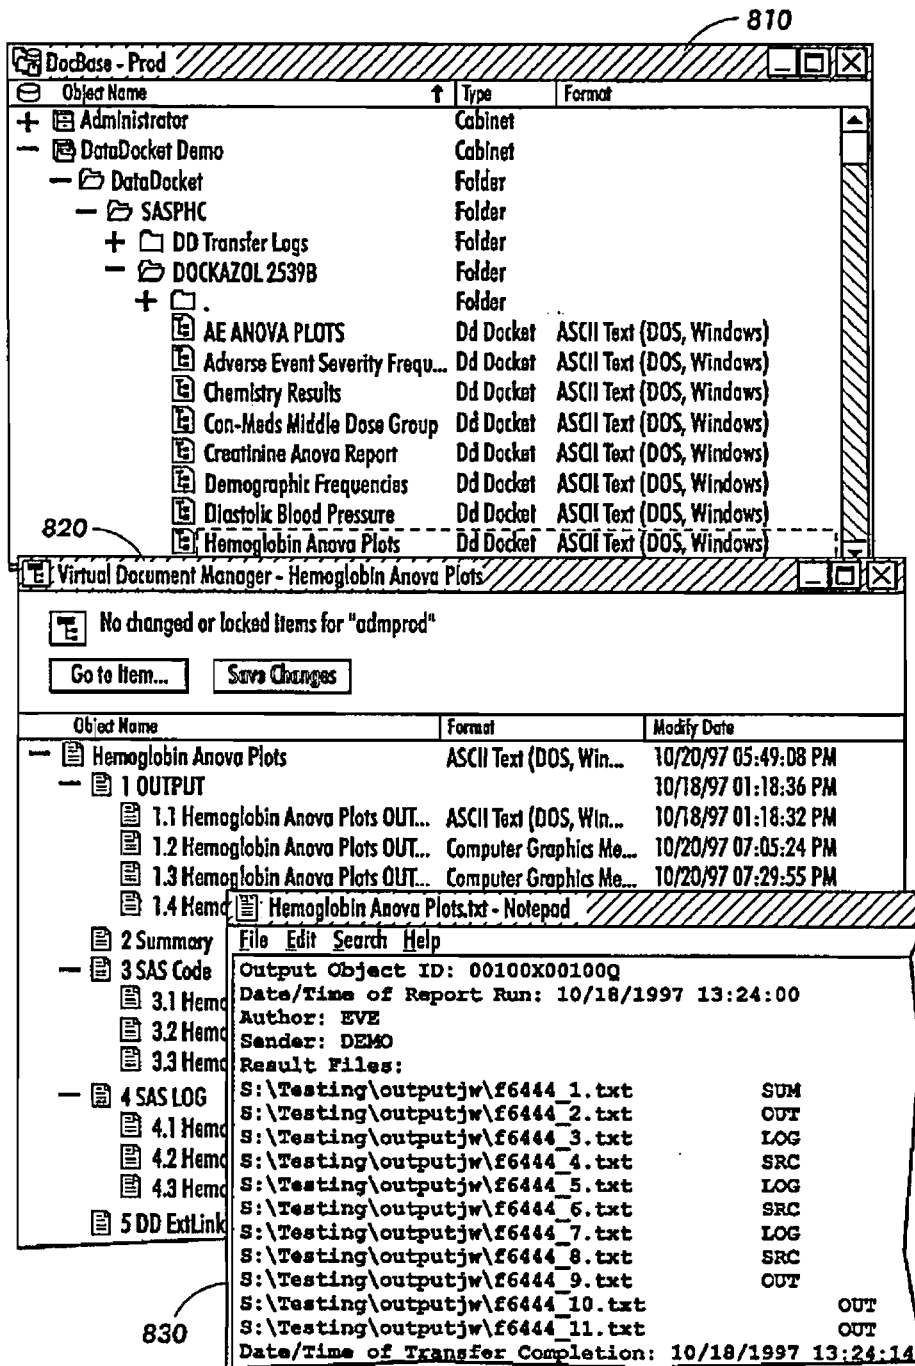 810
DocBase - Prod
Object Name Type Format
+ Administrator Cabinet
— DataDocket Demo Cabinet
— DataDocket Folder
— SASPHC Folder
+ DD Transfer Logs Folder
— DOCKAZOL 2539B Folder
+ . Folder
AE ANOVA PLOTS Dd Docket ASCII Text (DOS, Windows)
Adverse Event Severity Frequ... Dd Docket ASCII Text (DOS, Windows)
Chemistry Results Dd Docket ASCII Text (DOS, Windows)
Con-Meds Middle Dose Group Dd Docket ASCII Text (DOS, Windows)
Creatinine Anova Report Dd Docket ASCII Text (DOS, Windows)
Demographic Frequencies Dd Docket ASCII Text (DOS, Windows)
Diastolic Blood Pressure Dd Docket ASCII Text (DOS, Windows)
Hemoglobin Anova Plots Dd Docket ASCII Text (DOS, Windows)
820
Virtual Document Manager - Hemoglobin Anova Plots
No changed or locked items for "admprod"
Go to Item... Save Changes
Object Name Format Modify Date
— Hemoglobin Anova Plots ASCII Text (DOS, Win... 10/20/97 05:49:08 PM
— 1 OUTPUT 10/18/97 01:18:36 PM
1.1 Hemoglobin Anova Plots OUT... ASCII Text (DOS, Win... 10/18/97 01:18:32 PM
1.2 Hemoglobin Anova Plots OUT... Computer Graphics Me... 10/20/97 07:05:24 PM
1.3 Hemoglobin Anova Plots OUT... Computer Graphics Me... 10/20/97 07:29:55 PM
1.4 Hemo
2 Summary
— 3 SAS Code
3.1 Hemo
3.2 Hemo
3.3 Hemo
— 4 SAS LOG
4.1 Hemo
4.2 Hemo
4.3 Hemo
5 DD ExtLink
Hemoglobin Anova Plots.txt - Notepad
File Edit Search Help
Output Object ID: 00100X00100Q
Date/Time of Report Run: 10/18/1997 13:24:00
Author: EVE
Sender: DEMO
Result Files:
S:\Testing\outputjw\f6444_1.txt SUM
S:\Testing\outputjw\f6444_2.txt OUT
S:\Testing\outputjw\f6444_3.txt LOG
S:\Testing\outputjw\f6444_4.txt SRC
S:\Testing\outputjw\f6444_5.txt LOG
S:\Testing\outputjw\f6444_6.txt SRC
S:\Testing\outputjw\f6444_7.txt LOG
S:\Testing\outputjw\f6444_8.txt SRC
S:\Testing\outputjw\f6444_9.txt OUT
S:\Testing\outputjw\f6444_10.txt OUT
S:\Testing\outputjw\f6444_11.txt OUT
Date/Time of Transfer Completion: 10/18/1997 13:24:14
830